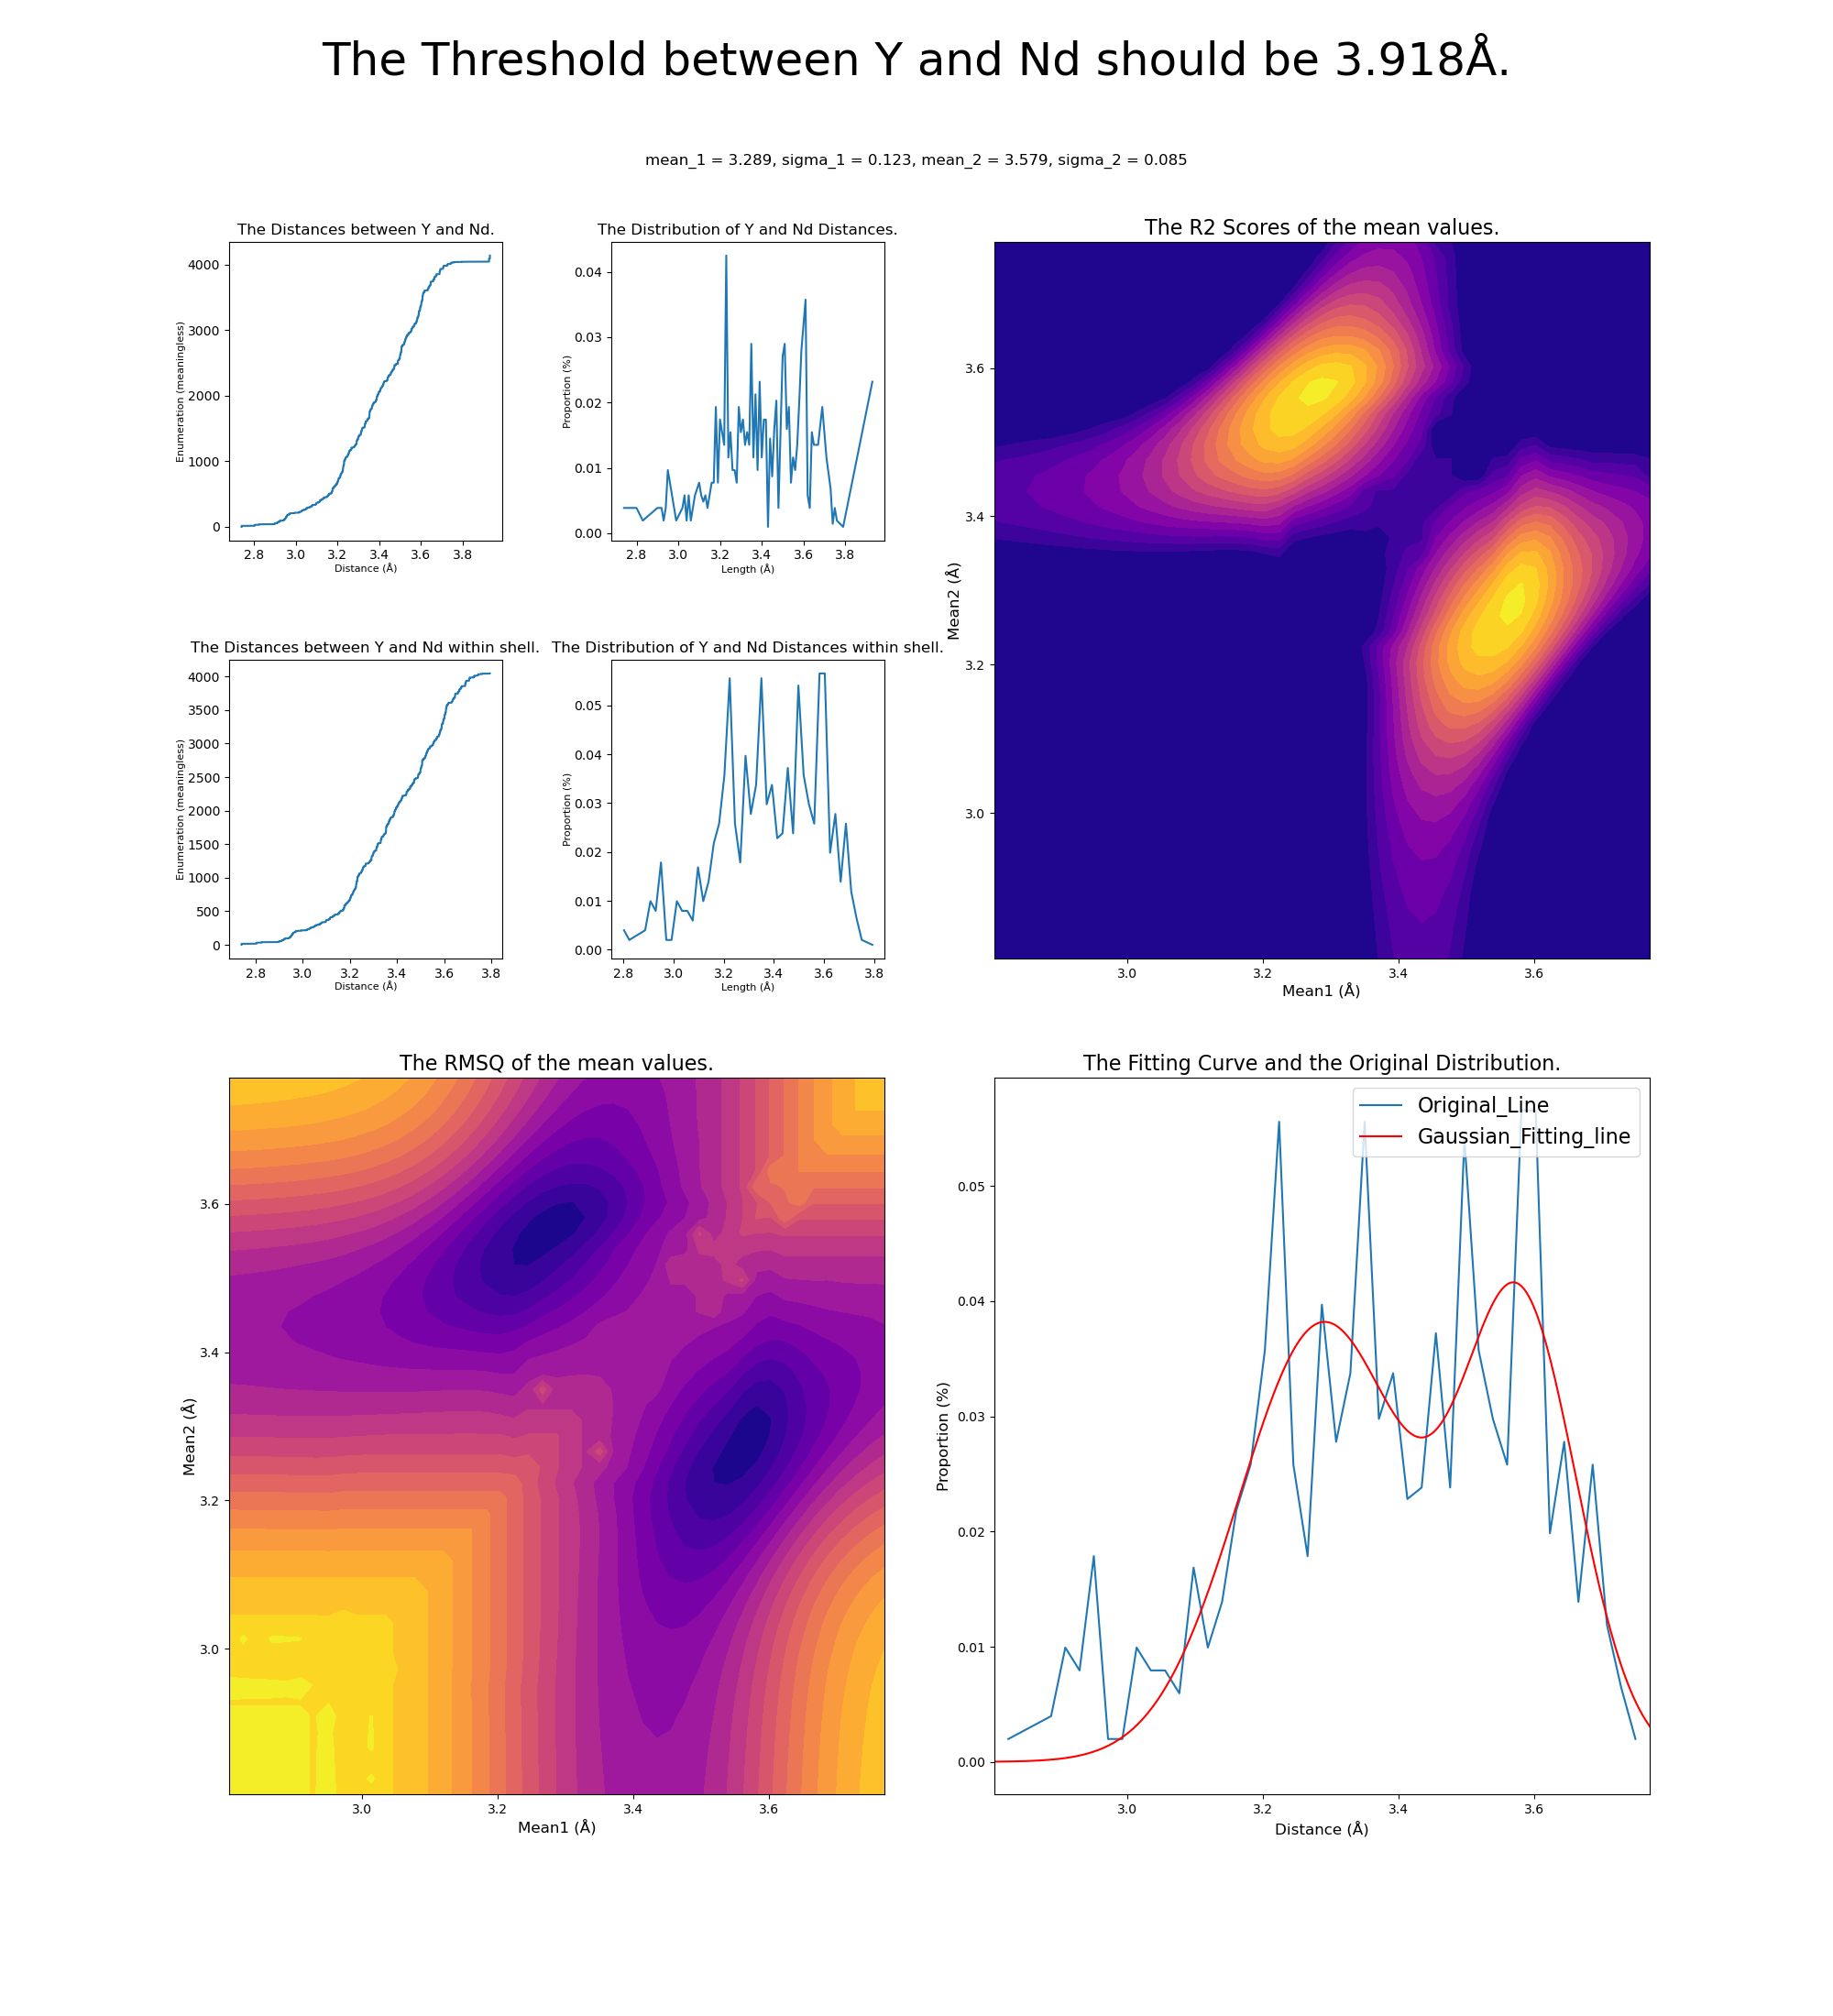 The Threshold between Y and Nd should be 3.918Å.
mean_1 = 3.289, sigma_1 = 0.123, mean_2 = 3.579, sigma_2 = 0.085
The Distances between Y and Nd.
Enumeration (meaningless)
4000
3000
2000
1000
0
2.8 3.0 3.2 3.4 3.6 3.8
Distance (Å)
The Distribution of Y and Nd Distances.
Proportion (%)
0.04
0.03
0.02
0.01
0.00
2.8 3.0 3.2 3.4 3.6 3.8
Length (Å)
The R2 Scores of the mean values.
Mean2 (Å)
3.6
3.4
3.2
3.0
3.0 3.2 3.4 3.6
Mean1 (Å)
The Distances between Y and Nd within shell.
Enumeration (meaningless)
4000
3500
3000
2500
2000
1500
1000
500
0
2.8 3.0 3.2 3.4 3.6 3.8
Distance (Å)
The Distribution of Y and Nd Distances within shell.
Proportion (%)
0.05
0.04
0.03
0.02
0.01
0.00
2.8 3.0 3.2 3.4 3.6 3.8
Length (Å)
The RMSQ of the mean values.
Mean2 (Å)
3.6
3.4
3.2
3.0
3.0 3.2 3.4 3.6
Mean1 (Å)
The Fitting Curve and the Original Distribution.
Original_Line
Gaussian_Fitting_line
Proportion (%)
0.05
0.04
0.03
0.02
0.01
0.00
3.0 3.2 3.4 3.6
Distance (Å)